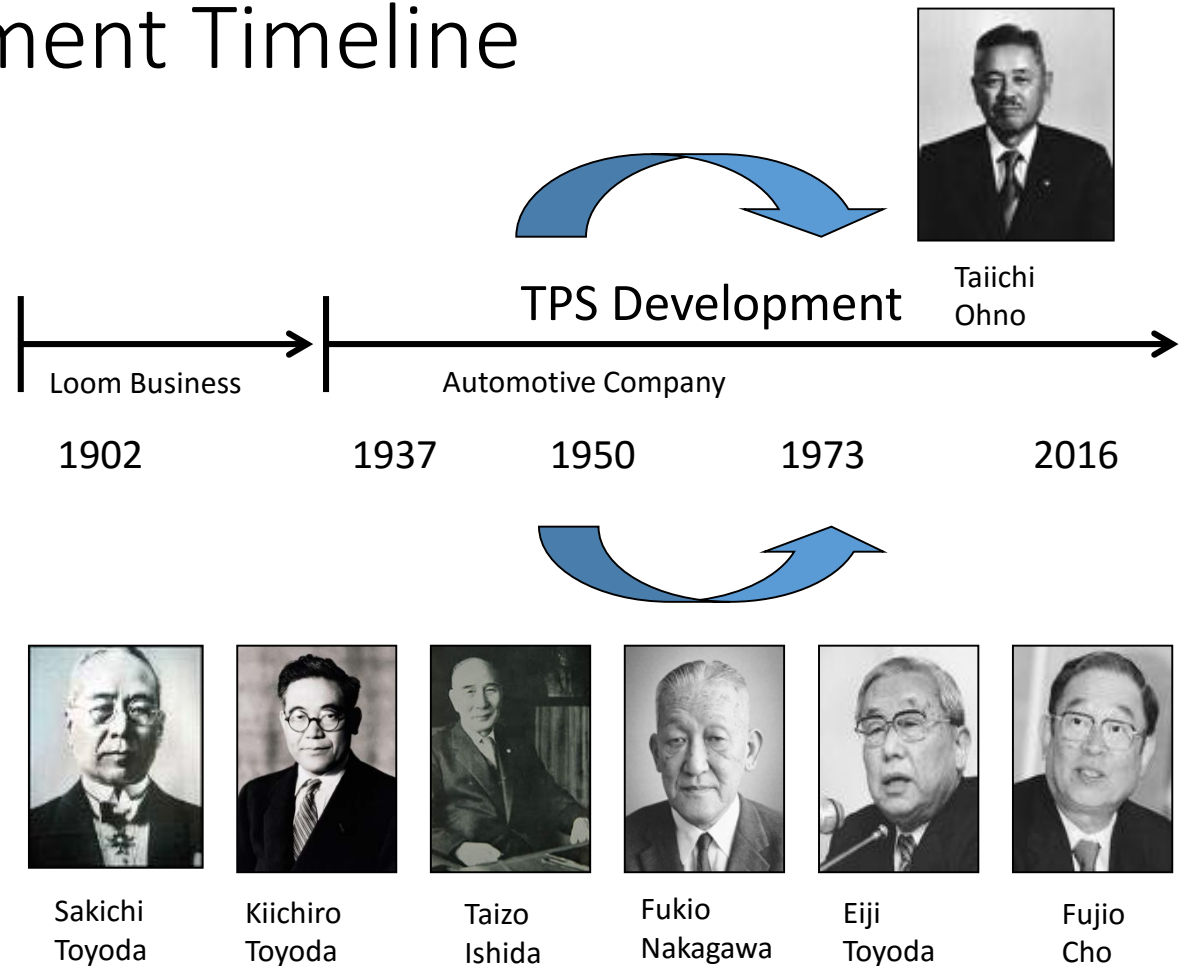 ment Timeline
Taiichi
Ohno
TPS Development
Loom Business
Automotive Company
1902
1937
1950
1973
2016
Sakichi
Toyoda
Kiichiro
Toyoda
Taizo
Ishida
Fukio
Nakagawa
Eiji
Toyoda
Fujio
Cho